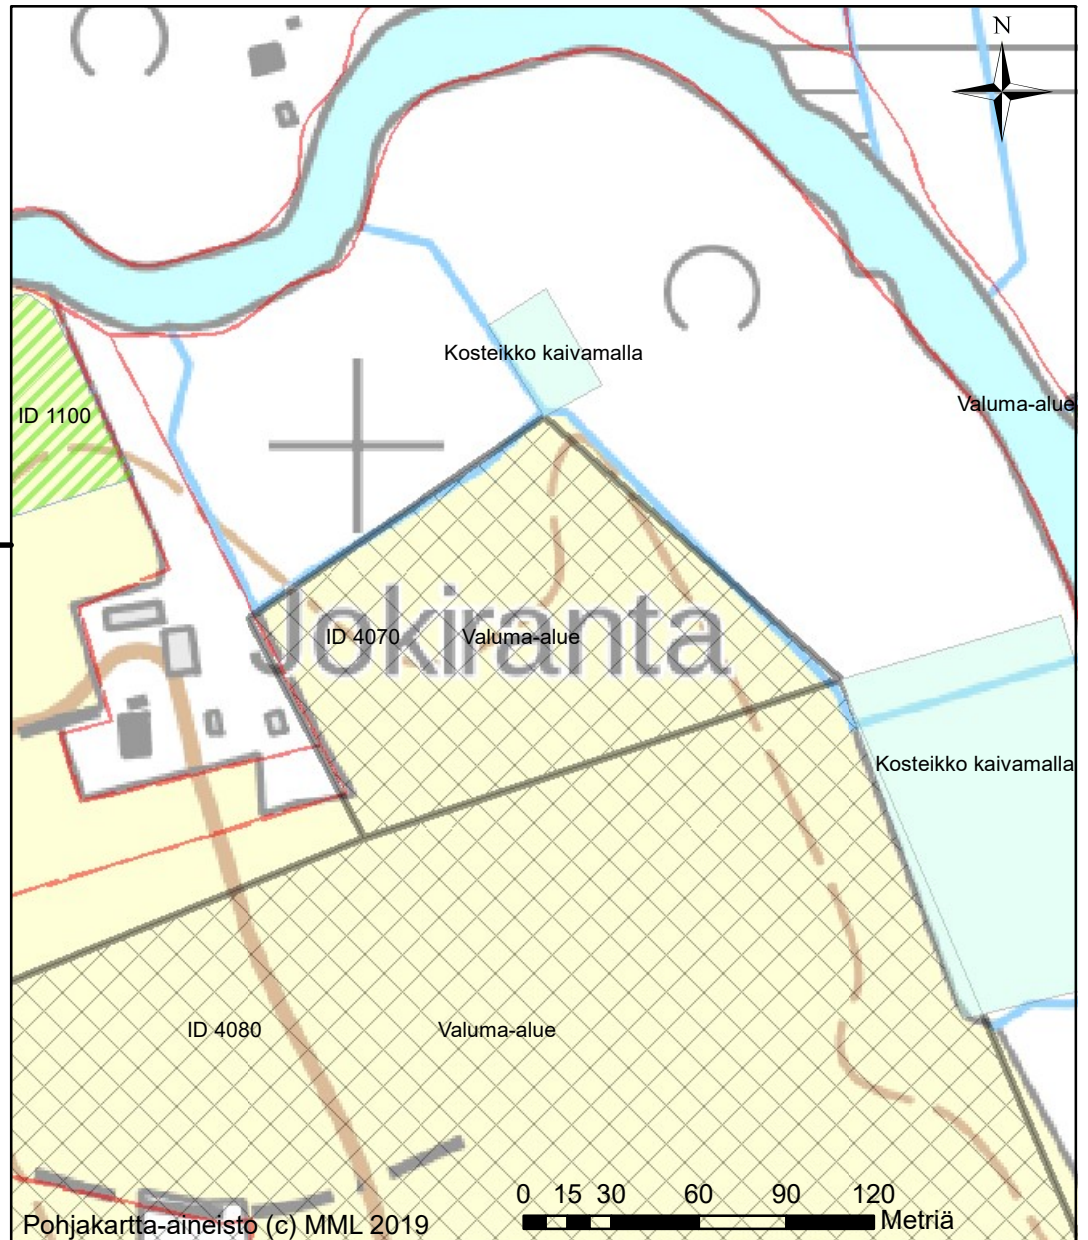 N
Kosteikko kaivamalla
Valuma-alue
ID 1100
Jokiranta
ID 4070
Valuma-alue
Kosteikko kaivamalla
ID 4080
Valuma-alue
0 15 30 60 90 120
Metriä
Pohjakartta-aineisto (c) MML 2019